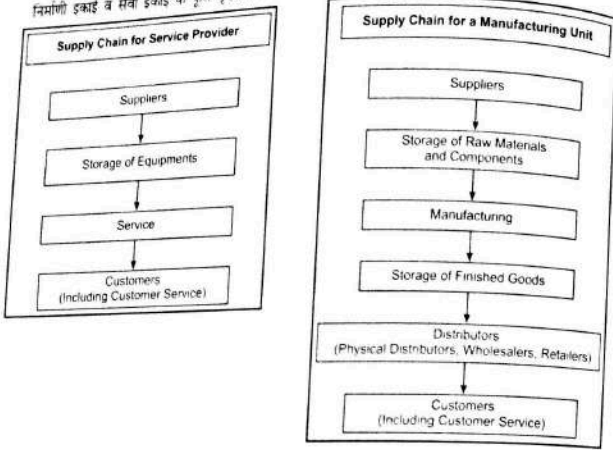 निर्माणी इकाई व सेवा इकाई
Supply Chain for Service Provider
Suppliers
Storage of Equipments
Service
Customers
(Including Customer Service)
Supply Chain for a Manufacturing Unit
Suppliers
Storage of Raw Materials
and Components
Manufacturing
Storage of Finished Goods
Distributors
(Physical Distributors, Wholesalers, Retailers)
Customers
(Including Customer Service)